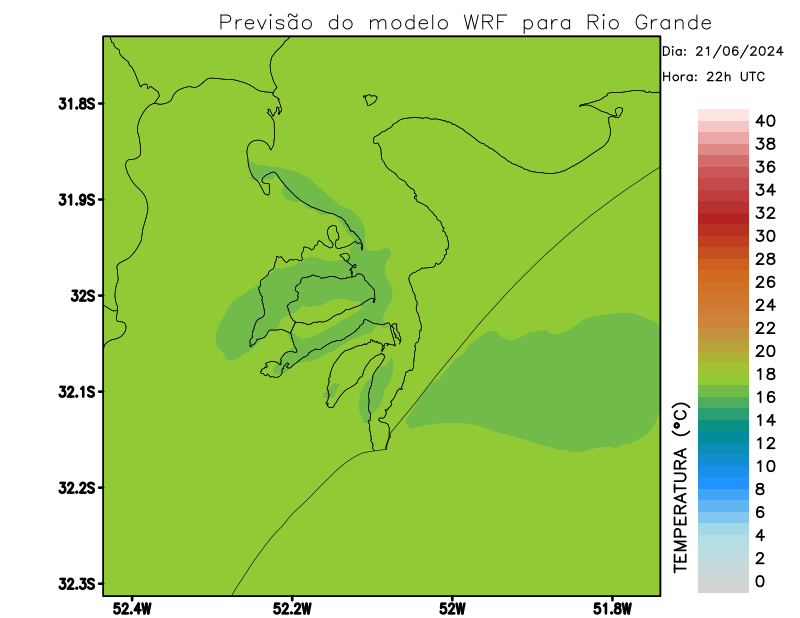 Previsão do modelo WRF para Rio Grande
Dia: 21/06/2024
Hora: 22h UTC
31.8S
31.9S
32S
32.1S
32.2S
32.3S
52.4W
52.2W
52W
51.8W
TEMPERATURA (°C)
40
38
36
34
32
30
28
26
24
22
20
18
16
14
12
10
8
6
4
2
0